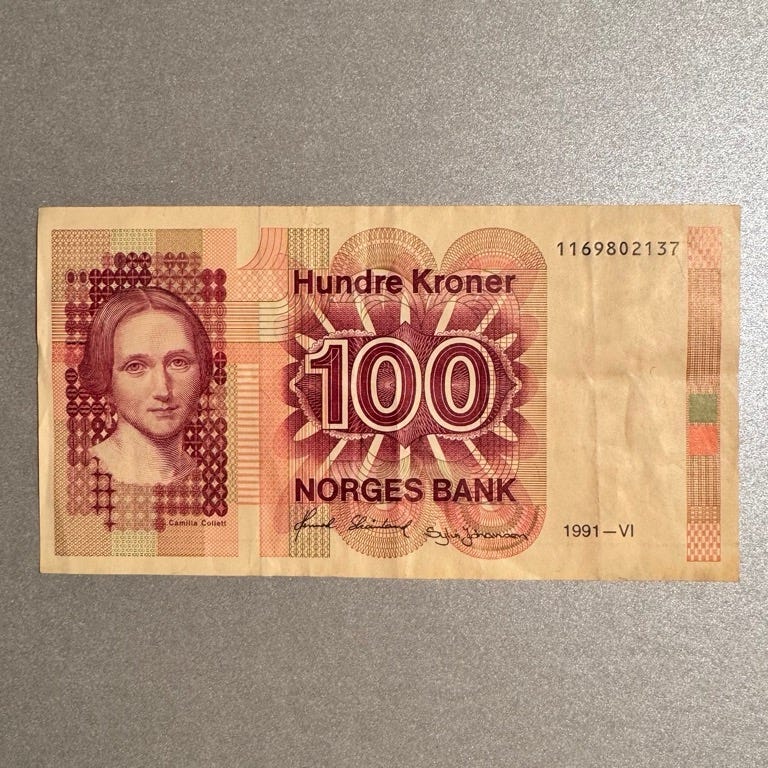 1169802137
Hundre Kroner
100
NORGES BANK
Camilla Collett
1991—VI